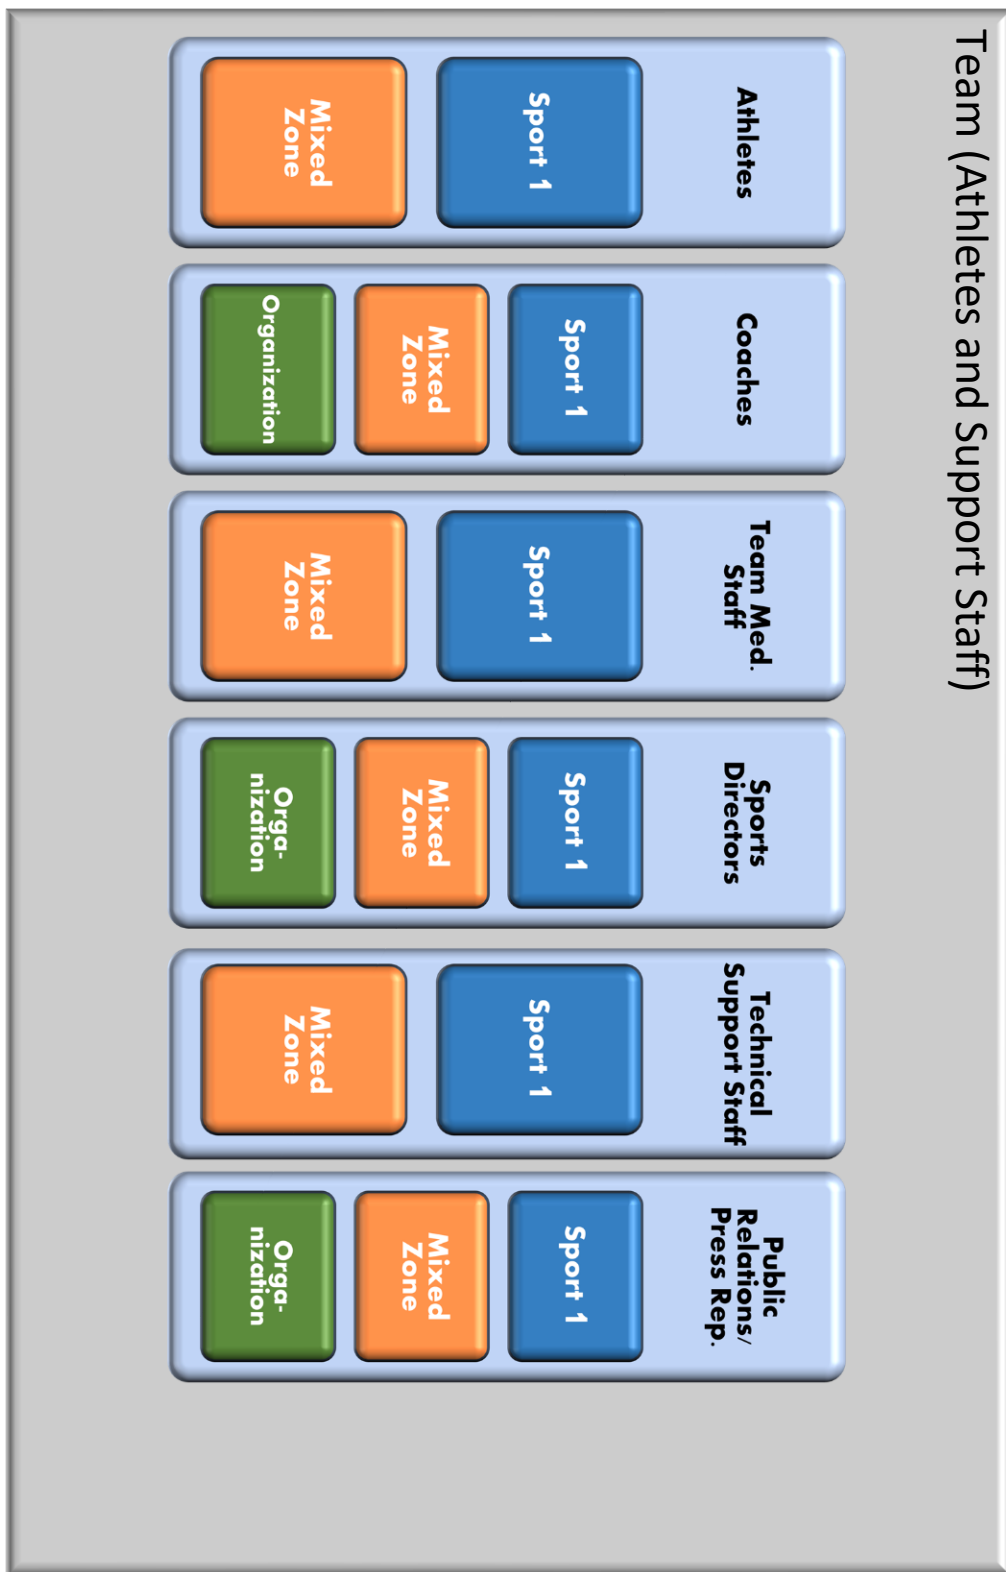 Team (Athletes and Support Staff)
Athletes
Sport 1
Mixed
Zone
Coaches
Sport 1
Mixed
Zone
Organization
Team Med.
Staff
Sport 1
Mixed
Zone
Sports
Directors
Sport 1
Mixed
Zone
Orga-
nization
Technical
Support Staff
Sport 1
Mixed
Zone
Public
Relations/
Press Rep.
Sport 1
Mixed
Zone
Orga-
nization